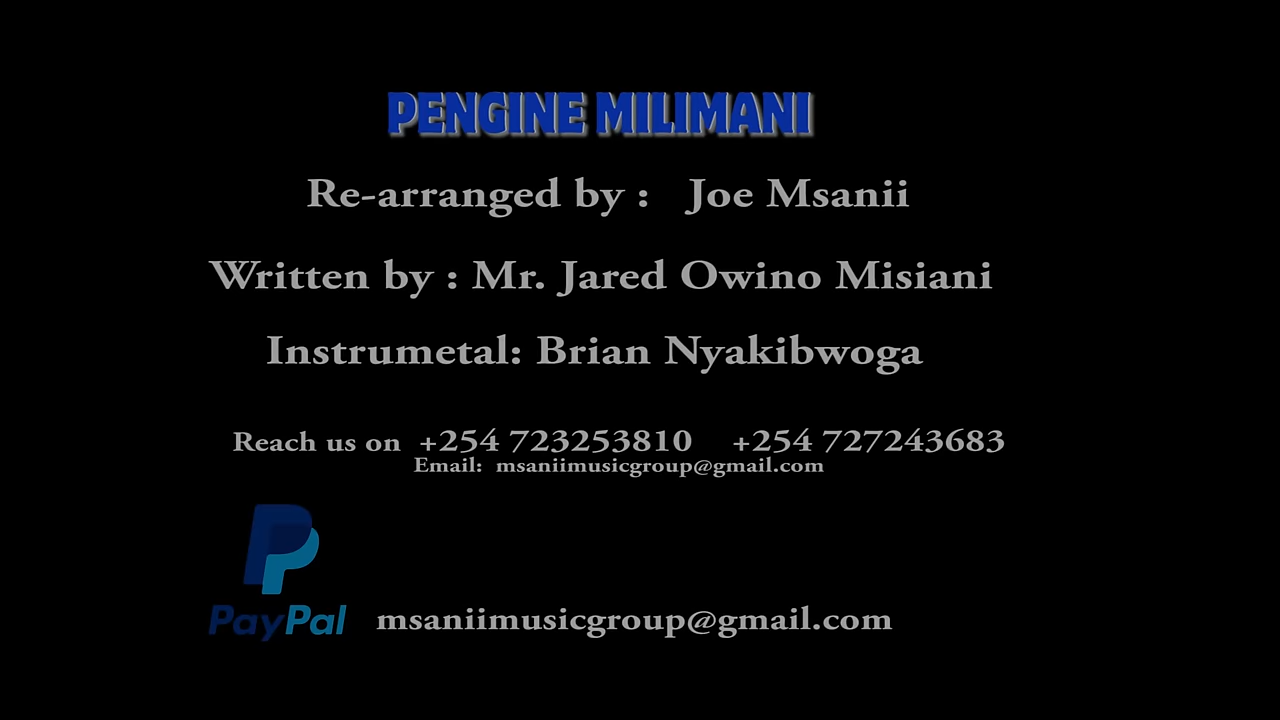 PENGINE MILIMANI
Re-arranged by : Joe Msanii
Written by : Mr. Jared Owino Misiani
Instrumetal: Brian Nyakibwoga
Reach us on +254 723253810 +254 727243683
Email: msaniimusicgroup@gmail.com
PayPal msaniimusicgroup@gmail.com